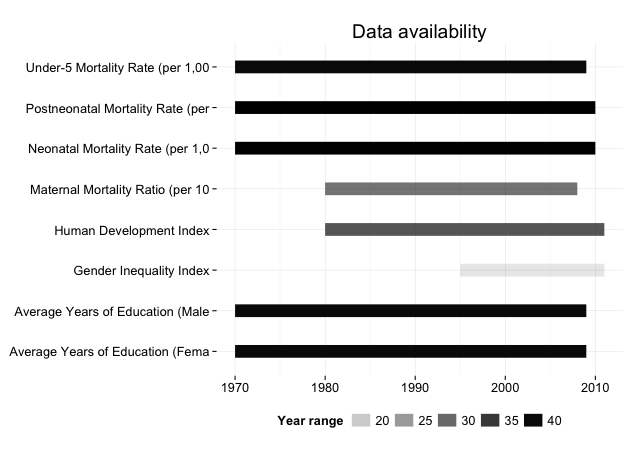 Data availability
Under-5 Mortality Rate (per 1,00
Postneonatal Mortality Rate (per
Neonatal Mortality Rate (per 1,0
Maternal Mortality Ratio (per 10
Human Development Index
Gender Inequality Index
Average Years of Education (Male
Average Years of Education (Fema
1970 1980 1990 2000 2010
Year range 20 25 30 35 40